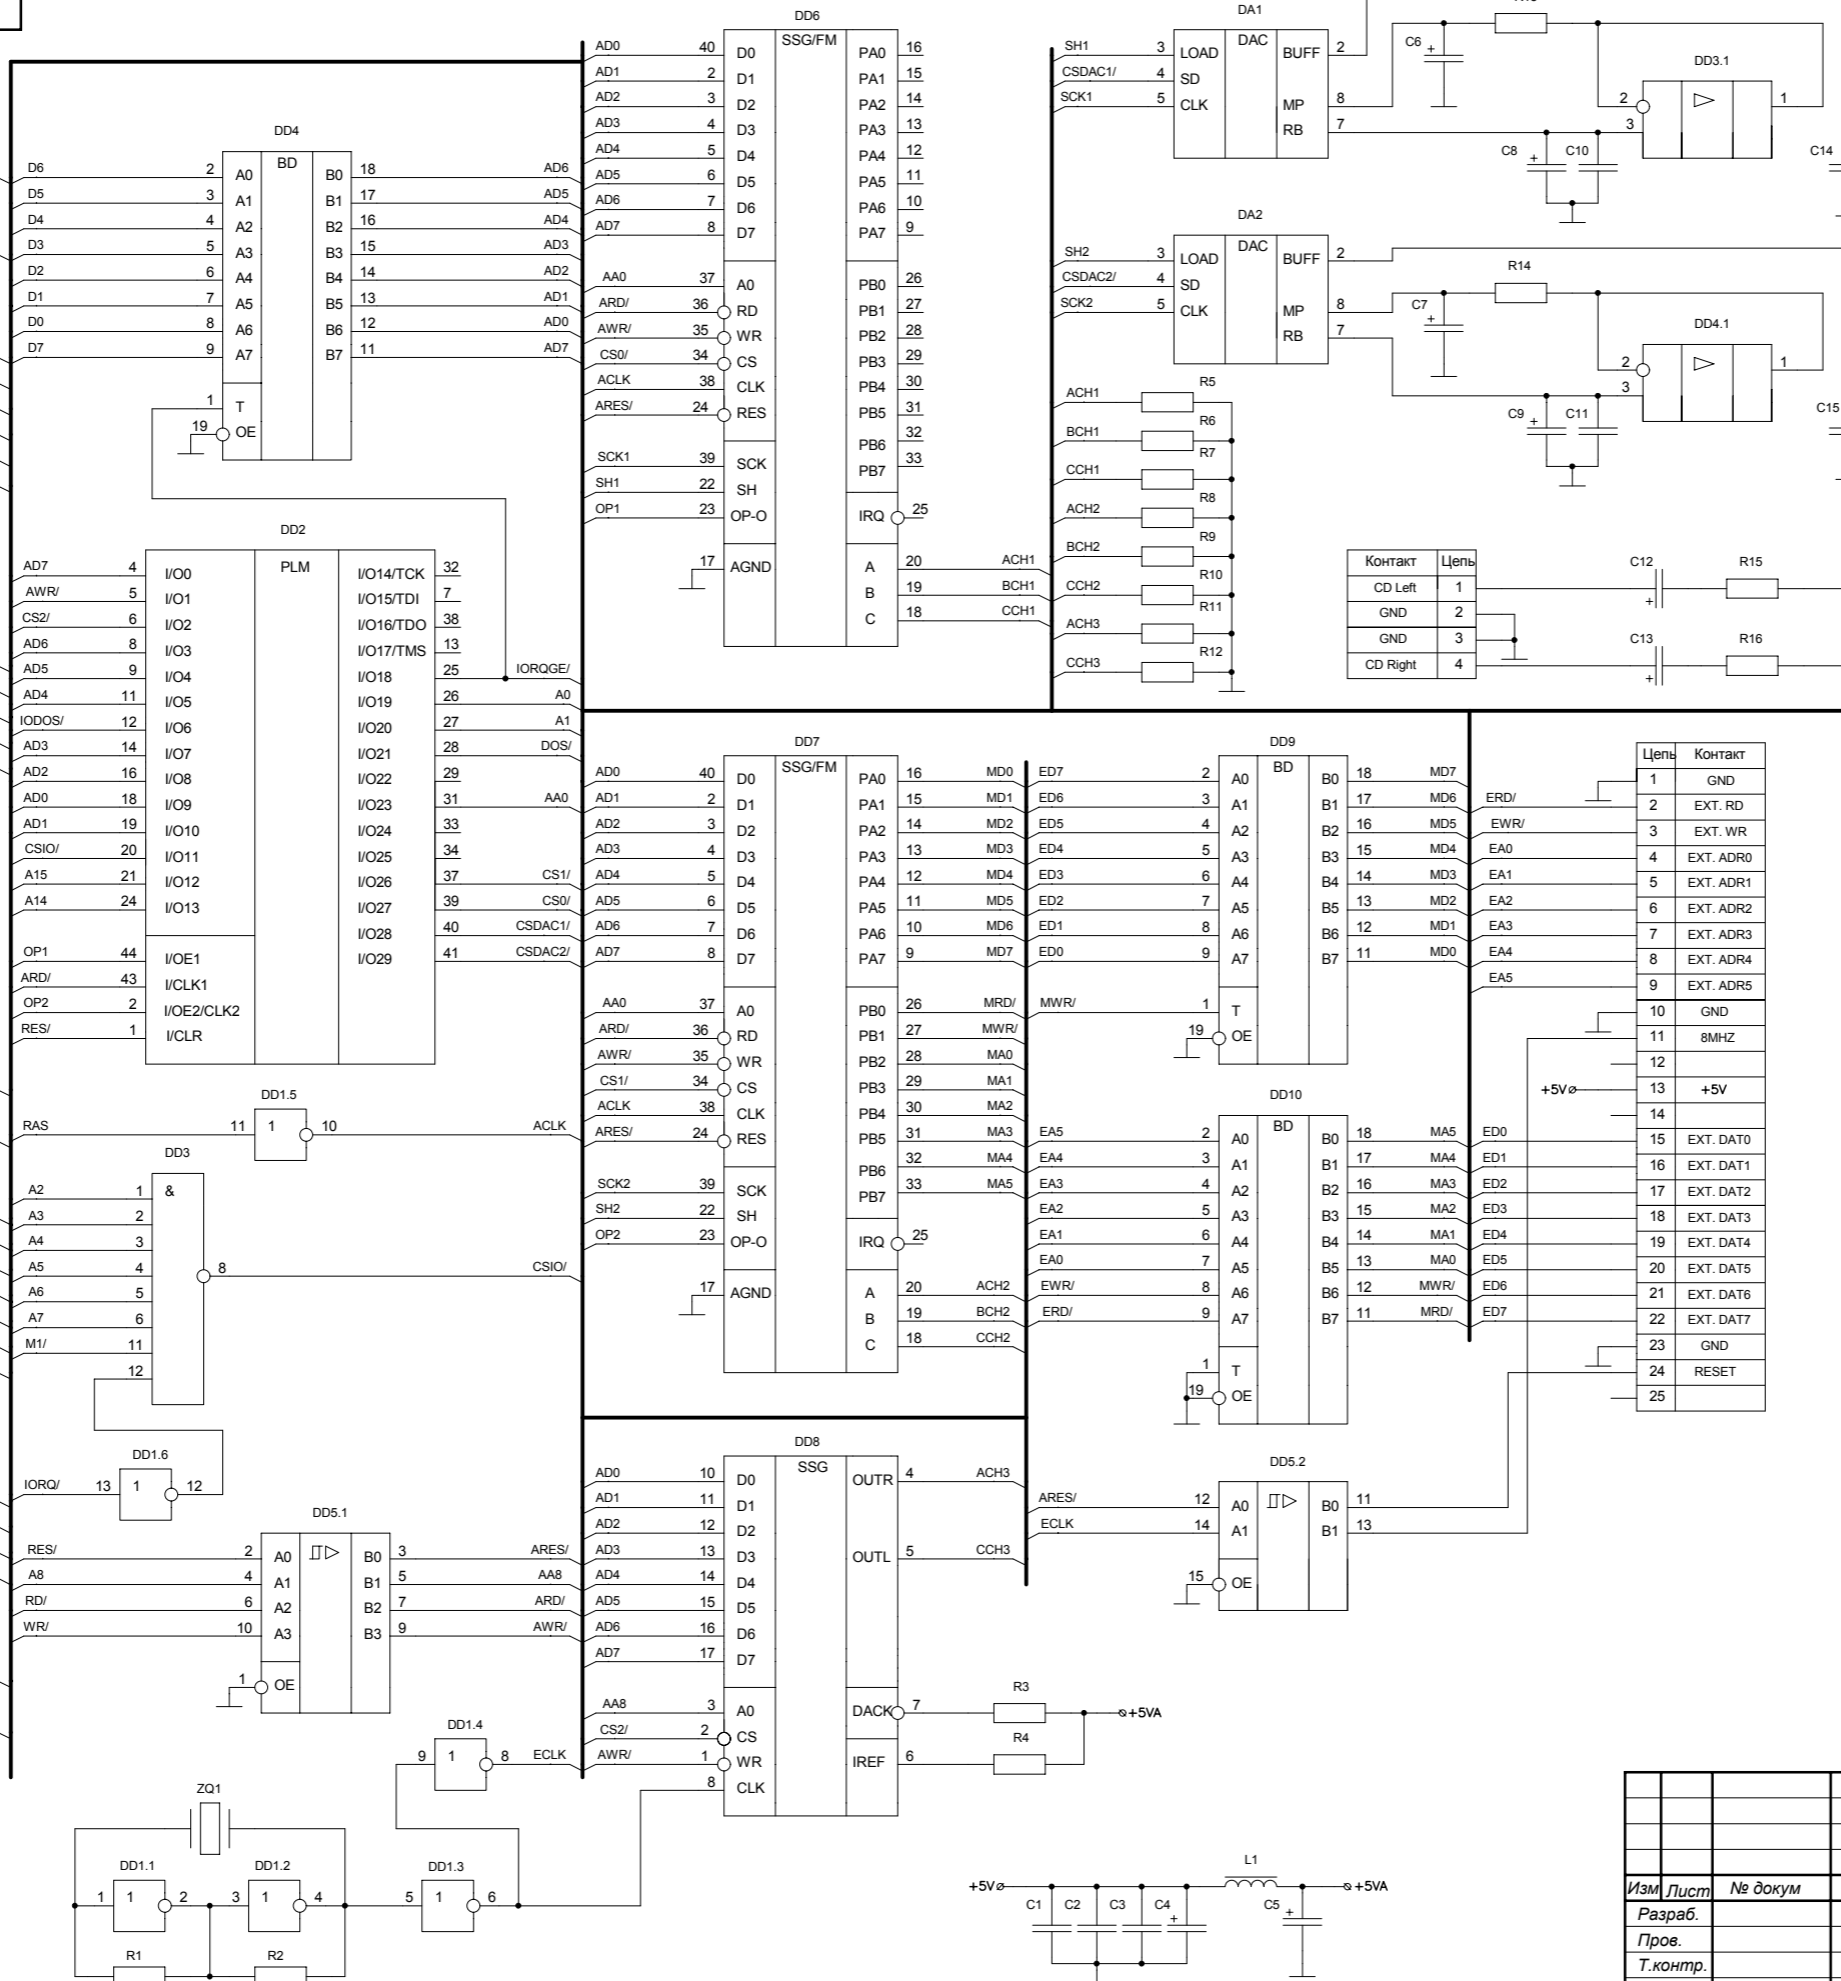 DD4
BD
D6 2 A0 B0 18 AD6
D5 3 A1 B1 17 AD5
D4 4 A2 B2 16 AD4
D3 5 A3 B3 15 AD3
D2 6 A4 B4 14 AD2
D1 7 A5 B5 13 AD1
D0 8 A6 B6 12 AD0
D7 9 A7 B7 11 AD7
1 T
19 OE
DD2
PLM
AD7 4 I/O0 I/O14/TCK 32
AWR/ 5 I/O1 I/O15/TDI 7
CS2/ 6 I/O2 I/O16/TDO 38
AD6 8 I/O3 I/O17/TMS 13
AD5 9 I/O4 I/O18 25 IORQGE/
AD4 11 I/O5 I/O19 26 A0
IODOS/ 12 I/O6 I/O20 27 A1
AD3 14 I/O7 I/O21 28 DOS/
AD2 16 I/O8 I/O22 29
AD0 18 I/O9 I/O23 31 AA0
AD1 19 I/O10 I/O24 33
CSIO/ 20 I/O11 I/O25 34
A15 21 I/O12 I/O26 37 CS1/
A14 24 I/O13 I/O27 39 CS0/
I/O28 40 CSDAC1/
OP1 44 I/OE1 I/O29 41 CSDAC2/
ARD/ 43 I/CLK1
OP2 2 I/OE2/CLK2
RES/ 1 I/CLR
DD1.5
RAS 11 1 10 ACLK
DD3
A2 1 &
A3 2
A4 3
A5 4 8 CSIO/
A6 5
A7 6
M1/ 11
12
DD1.6
IORQ/ 13 1 12
DD5.1
RES/ 2 A0 B0 3 ARES/
A8 4 A1 B1 5 AA8
RD/ 6 A2 B2 7 ARD/
WR/ 10 A3 B3 9 AWR/
1 OE
DD1.4
9 1 8 ECLK
ZQ1
DD1.1 DD1.2 DD1.3
1 1 2 3 1 4 5 1 6
R1 R2
DD6
SSG/FM
AD0 40 D0 PA0 16
AD1 2 D1 PA1 15
AD2 3 D2 PA2 14
AD3 4 D3 PA3 13
AD4 5 D4 PA4 12
AD5 6 D5 PA5 11
AD6 7 D6 PA6 10
AD7 8 D7 PA7 9
AA0 37 A0 PB0 26
ARD/ 36 RD PB1 27
AWR/ 35 WR PB2 28
CS0/ 34 CS PB3 29
ACLK 38 CLK PB4 30
ARES/ 24 RES PB5 31
PB6 32
SCK1 39 SCK PB7 33
SH1 22 SH
OP1 23 OP-O IRQ 25
17 AGND A 20 ACH1
B 19 BCH1
C 18 CCH1
DD7
SSG/FM
AD0 40 D0 PA0 16 MD0
AD1 2 D1 PA1 15 MD1
AD2 3 D2 PA2 14 MD2
AD3 4 D3 PA3 13 MD3
AD4 5 D4 PA4 12 MD4
AD5 6 D5 PA5 11 MD5
AD6 7 D6 PA6 10 MD6
AD7 8 D7 PA7 9 MD7
AA0 37 A0 PB0 26 MRD/
ARD/ 36 RD PB1 27 MWR/
AWR/ 35 WR PB2 28 MA0
CS1/ 34 CS PB3 29 MA1
ACLK 38 CLK PB4 30 MA2
ARES/ 24 RES PB5 31 MA3
PB6 32 MA4
SCK2 39 SCK PB7 33 MA5
SH2 22 SH
OP2 23 OP-O IRQ 25
17 AGND A 20 ACH2
B 19 BCH2
C 18 CCH2
DD8
SSG
AD0 10 D0 OUTR 4 ACH3
AD1 11 D1
AD2 12 D2
AD3 13 D3 OUTL 5 CCH3
AD4 14 D4
AD5 15 D5
AD6 16 D6
AD7 17 D7
AA8 3 A0 DACK 7 R3 +5VA
CS2/ 2 CS
AWR/ 1 WR IREF 6 R4
8 CLK
DA1
DAC
SH1 3 LOAD BUFF 2
CSDAC1/ 4 SD
SCK1 5 CLK MP 8
RB 7
C6 +
DD3.1
2 1
3
C8 + C10 C14
DA2
DAC
SH2 3 LOAD BUFF 2
CSDAC2/ 4 SD
SCK2 5 CLK MP 8
RB 7
C7 + R14
DD4.1
2 1
3
C9 + C11 C15
ACH1 R5
BCH1 R6
CCH1 R7
ACH2 R8
BCH2 R9
CCH2 R10
ACH3 R11
CCH3 R12
Контакт Цепь
CD Left 1 C12 + R15
GND 2
GND 3
CD Right 4 C13 + R16
DD9
BD
ED7 2 A0 B0 18 MD7
ED6 3 A1 B1 17 MD6
ED5 4 A2 B2 16 MD5
ED4 5 A3 B3 15 MD4
ED3 6 A4 B4 14 MD3
ED2 7 A5 B5 13 MD2
ED1 8 A6 B6 12 MD1
ED0 9 A7 B7 11 MD0
MWR/ 1 T
19 OE
DD10
BD
EA5 2 A0 B0 18 MA5
EA4 3 A1 B1 17 MA4
EA3 4 A2 B2 16 MA3
EA2 5 A3 B3 15 MA2
EA1 6 A4 B4 14 MA1
EA0 7 A5 B5 13 MA0
EWR/ 8 A6 B6 12 MWR/
ERD/ 9 A7 B7 11 MRD/
1 T
19 OE
DD5.2
ARES/ 12 A0 B0 11
ECLK 14 A1 B1 13
15 OE
Цепь Контакт
1 GND
ERD/ 2 EXT. RD
EWR/ 3 EXT. WR
EA0 4 EXT. ADR0
EA1 5 EXT. ADR1
EA2 6 EXT. ADR2
EA3 7 EXT. ADR3
EA4 8 EXT. ADR4
EA5 9 EXT. ADR5
10 GND
11 8MHZ
12
+5V 13 +5V
14
ED0 15 EXT. DAT0
ED1 16 EXT. DAT1
ED2 17 EXT. DAT2
ED3 18 EXT. DAT3
ED4 19 EXT. DAT4
ED5 20 EXT. DAT5
ED6 21 EXT. DAT6
ED7 22 EXT. DAT7
23 GND
24 RESET
25
L1
+5V +5VA
C1 C2 C3 C4 + C5 +
Изм Лист № докум
Разраб.
Пров.
Т.контр.